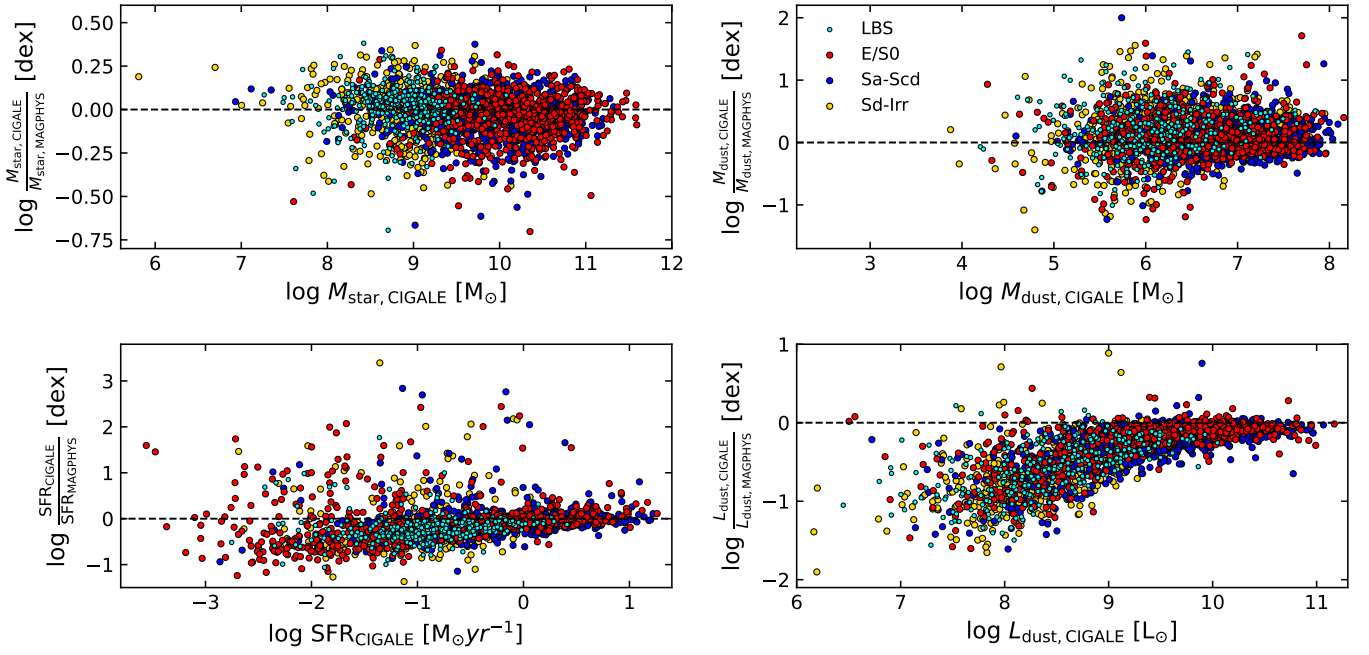 0.50
0.25
0.00
−0.25
−0.50
−0.75
log M_star, CIGALE / M_star, MAGPHYS [dex]
6 7 8 9 10 11 12
log M_star, CIGALE [M⊙]
2
1
0
−1
log M_dust, CIGALE / M_dust, MAGPHYS [dex]
LBS
E/S0
Sa-Scd
Sd-Irr
3 4 5 6 7 8
log M_dust, CIGALE [M⊙]
3
2
1
0
−1
log SFR_CIGALE / SFR_MAGPHYS [dex]
−3 −2 −1 0 1
log SFR_CIGALE [M⊙yr⁻¹]
1
0
−1
−2
log L_dust, CIGALE / L_dust, MAGPHYS [dex]
6 7 8 9 10 11
log L_dust, CIGALE [L⊙]